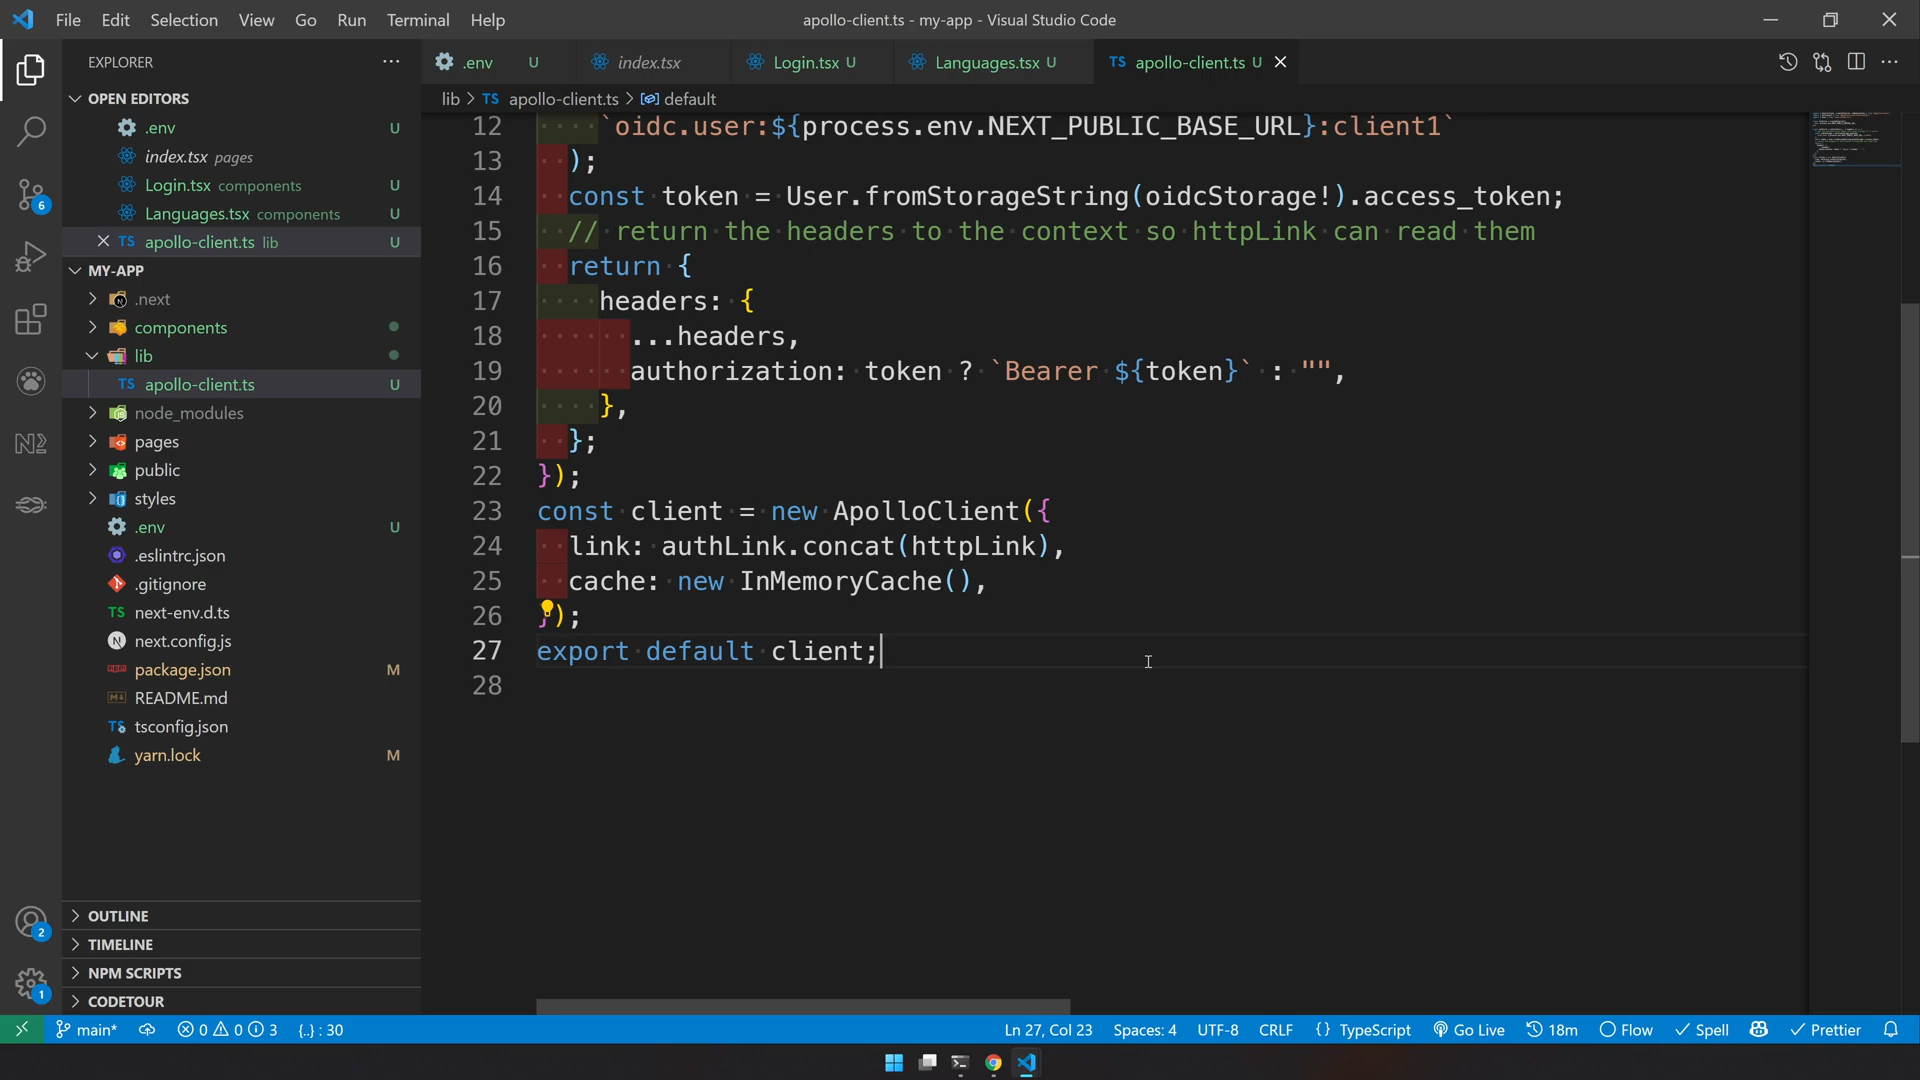 File Edit Selection View Go Run Terminal Help
apollo-client.ts - my-app - Visual Studio Code
EXPLORER
OPEN EDITORS
.env U
index.tsx pages
Login.tsx components U
Languages.tsx components U
TS apollo-client.ts lib U
MY-APP
.next
components
lib
TS apollo-client.ts U
node_modules
pages
public
styles
.env U
.eslintrc.json
.gitignore
TS next-env.d.ts
next.config.js
package.json M
README.md
tsconfig.json
yarn.lock M
OUTLINE
TIMELINE
NPM SCRIPTS
CODETOUR
.env U
index.tsx
Login.tsx U
Languages.tsx U
TS apollo-client.ts U
lib > TS apollo-client.ts > default
12 `oidc.user:${process.env.NEXT_PUBLIC_BASE_URL}:client1`
13 );
14 const token = User.fromStorageString(oidcStorage!).access_token;
15 // return the headers to the context so httpLink can read them
16 return {
17 headers: {
18 ...headers,
19 authorization: token ? `Bearer ${token}` : "",
20 },
21 };
22 });
23 const client = new ApolloClient({
24 link: authLink.concat(httpLink),
25 cache: new InMemoryCache(),
26 });
27 export default client;
28
6
2
1
main* 0 0 3 {..} : 30
Ln 27, Col 23 Spaces: 4 UTF-8 CRLF {} TypeScript Go Live 18m Flow Spell Prettier